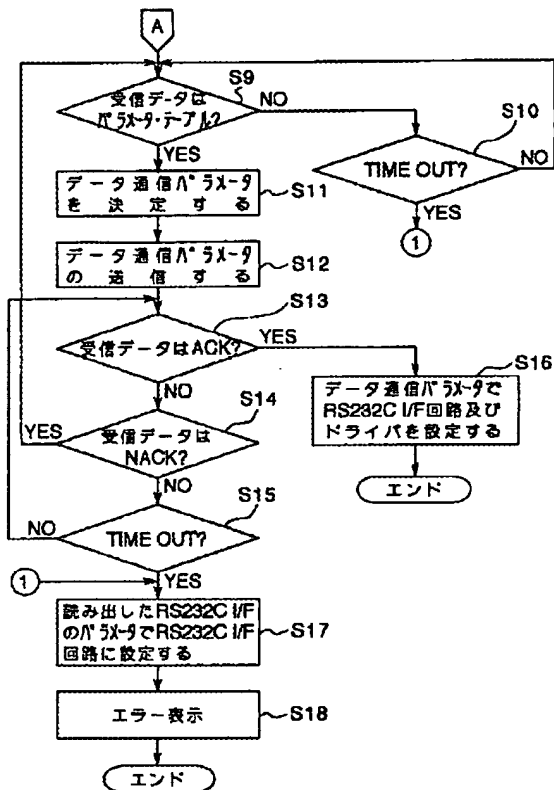 A
S9
受信データは
パラメータ・テーブル?
NO
S10
YES
TIME OUT?
NO
データ通信パラメータ
を決定する
S11
YES
1
データ通信パラメータ
の送信する
S12
S13
受信データはACK?
YES
S16
NO
データ通信パラメータで
RS232C I/F回路及び
ドライバを設定する
S14
YES
受信データは
NACK?
エンド
NO
S15
NO
TIME OUT?
1
YES
読み出したRS232C I/F
のパラメータでRS232C I/F
回路に設定する
S17
エラー表示
S18
エンド